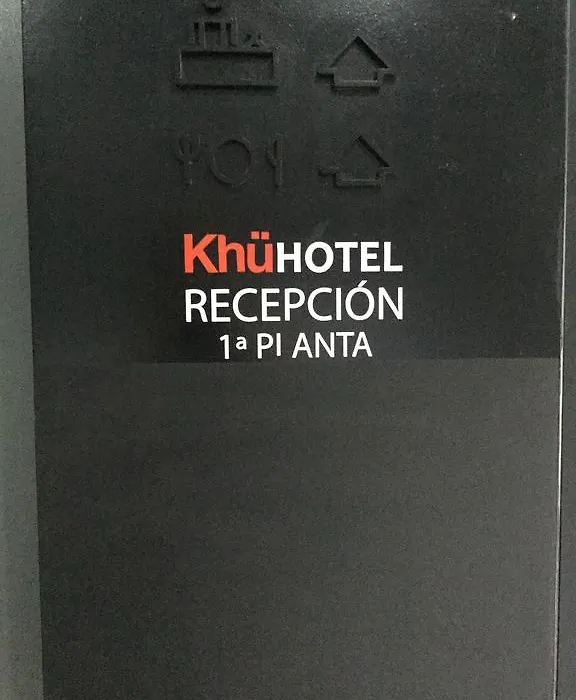 KhüHOTEL
RECEPCIÓN
1ª PI ANTA